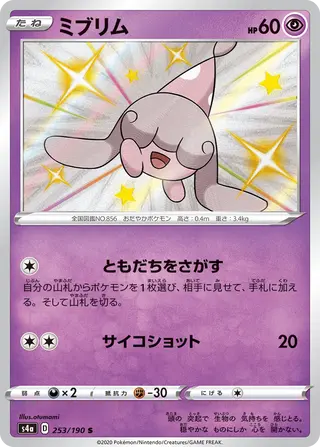 たね ミブリム HP60
全国図鑑NO.856 おだやかポケモン 高さ:0.4m 重さ:3.4kg
ともだちをさがす
自分の山札からポケモンを1枚選び、相手に見せて、手札に加える。そして山札を切る。
サイコショット 20
弱点 ×2 抵抗力 -30 にげる
Illus.otumami
s4a D 253/190 S
頭の 突起で 生物の 気持ちを 感じとる。
穏やかな ものにしか 心を ひらかない。
©2020 Pokémon/Nintendo/Creatures/GAME FREAK.